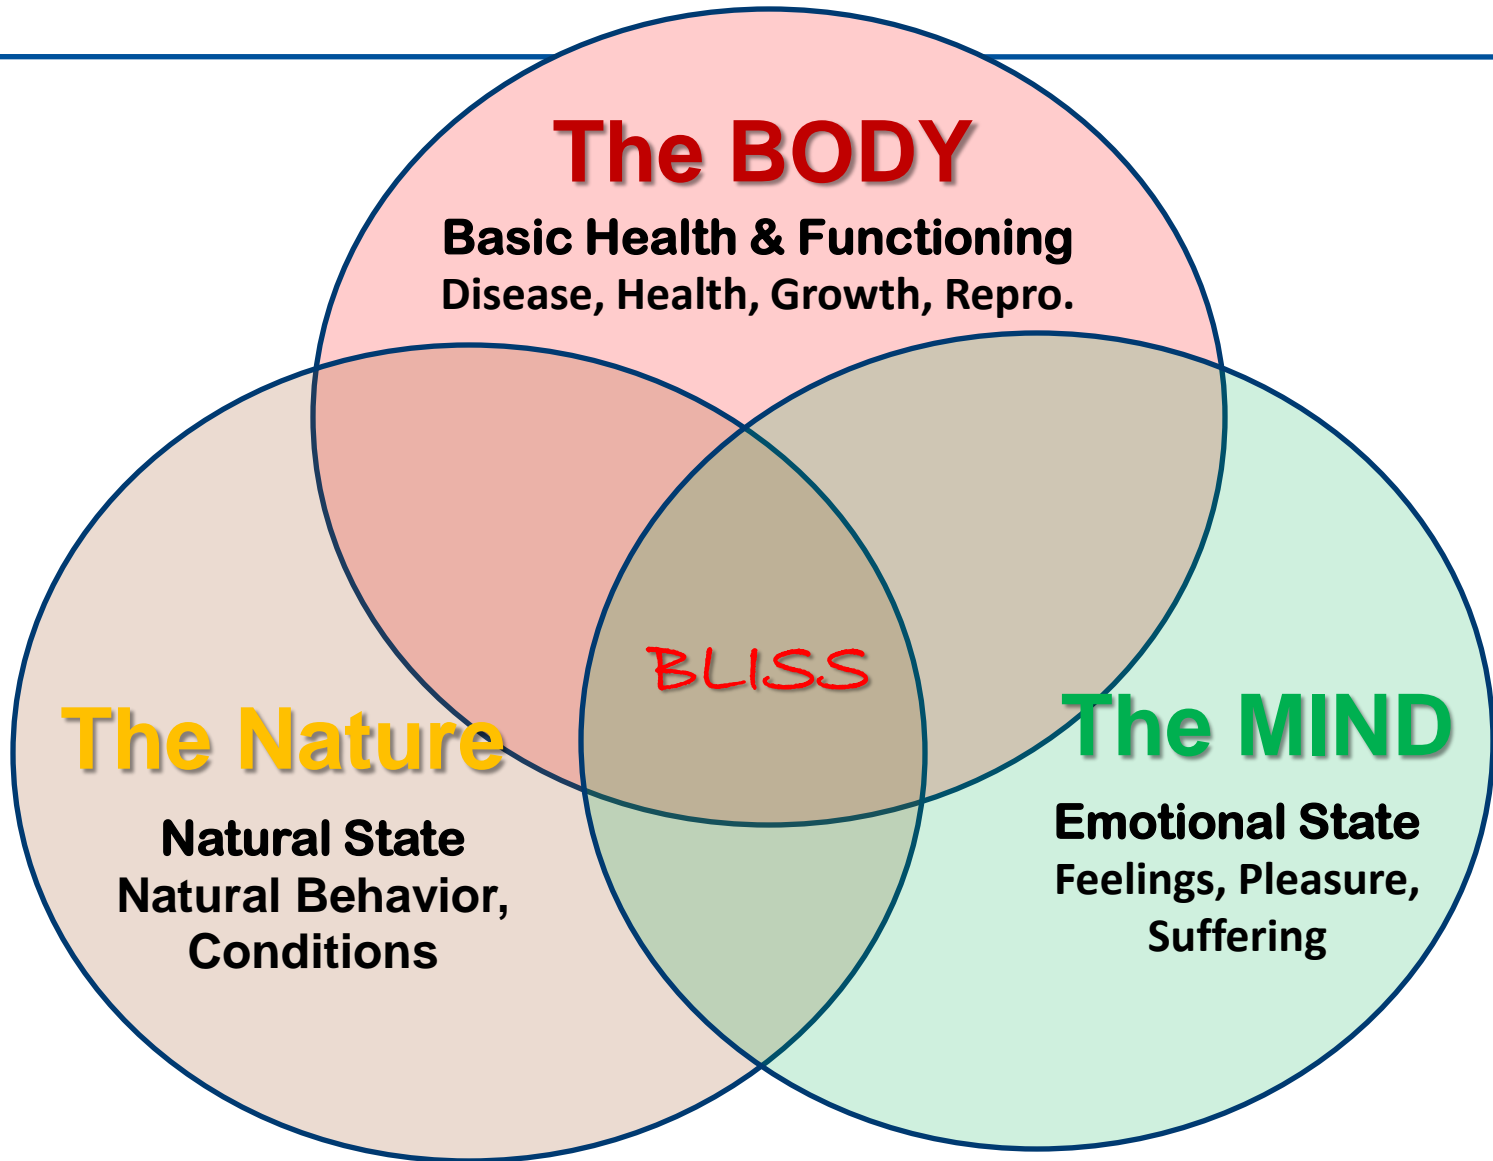 The BODY
Basic Health & Functioning
Disease, Health, Growth, Repro.
BLISS
The Nature
Natural State
Natural Behavior,
Conditions
The MIND
Emotional State
Feelings, Pleasure,
Suffering